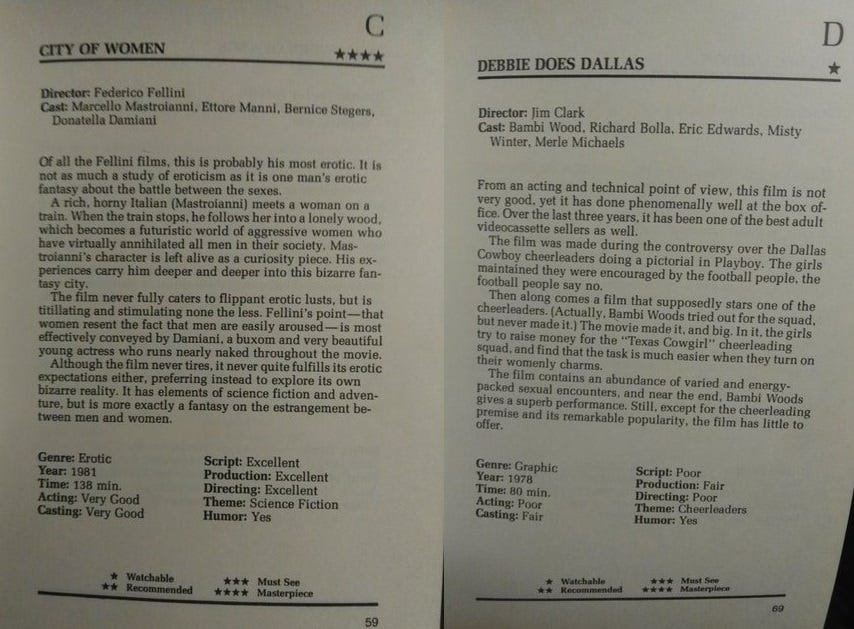 C
CITY OF WOMEN
★★★★
Director: Federico Fellini
Cast: Marcello Mastroianni, Ettore Manni, Bernice Stegers,
Donatella Damiani
Of all the Fellini films, this is probably his most erotic. It is
not as much a study of eroticism as it is one man's erotic
fantasy about the battle between the sexes.
A rich, horny Italian (Mastroianni) meets a woman on a
train. When the train stops, he follows her into a lonely wood,
which becomes a futuristic world of aggressive women who
have virtually annihilated all men in their society. Mas-
troianni's character is left alive as a curiosity piece. His ex-
periences carry him deeper and deeper into this bizarre fan-
tasy city.
The film never fully caters to flippant erotic lusts, but is
titillating and stimulating none the less. Fellini's point—that
women resent the fact that men are easily aroused—is most
effectively conveyed by Damiani, a buxom and very beautiful
young actress who runs nearly naked throughout the movie.
Although the film never tires, it never quite fulfills its erotic
expectations either, preferring instead to explore its own
bizarre reality. It has elements of science fiction and adven-
ture, but is more exactly a fantasy on the estrangement be-
tween men and women.
Genre: Erotic
Year: 1981
Time: 138 min.
Acting: Very Good
Casting: Very Good
Script: Excellent
Production: Excellent
Directing: Excellent
Theme: Science Fiction
Humor: Yes
★ Watchable
★★ Recommended
★★★ Must See
★★★★ Masterpiece
59
D
DEBBIE DOES DALLAS
★
Director: Jim Clark
Cast: Bambi Wood, Richard Bolla, Eric Edwards, Misty
Winter, Merle Michaels
From an acting and technical point of view, this film is not
very good, yet it has done phenomenally well at the box of-
fice. Over the last three years, it has been one of the best adult
videocassette sellers as well.
The film was made during the controversy over the Dallas
Cowboy cheerleaders doing a pictorial in Playboy. The girls
maintained they were encouraged by the football people, the
football people say no.
Then along comes a film that supposedly stars one of the
cheerleaders. (Actually, Bambi Woods tried out for the squad,
but never made it.) The movie made it, and big. In it, the girls
try to raise money for the "Texas Cowgirl" cheerleading
squad, and find that the task is much easier when they turn on
their womenly charms.
The film contains an abundance of varied and energy-
packed sexual encounters, and near the end, Bambi Woods
gives a superb performance. Still, except for the cheerleading
premise and its remarkable popularity, the film has little to
offer.
Genre: Graphic
Year: 1978
Time: 80 min.
Acting: Poor
Casting: Fair
Script: Poor
Production: Fair
Directing: Poor
Theme: Cheerleaders
Humor: Yes
★ Watchable
★★ Recommended
★★★ Must See
★★★★ Masterpiece
69